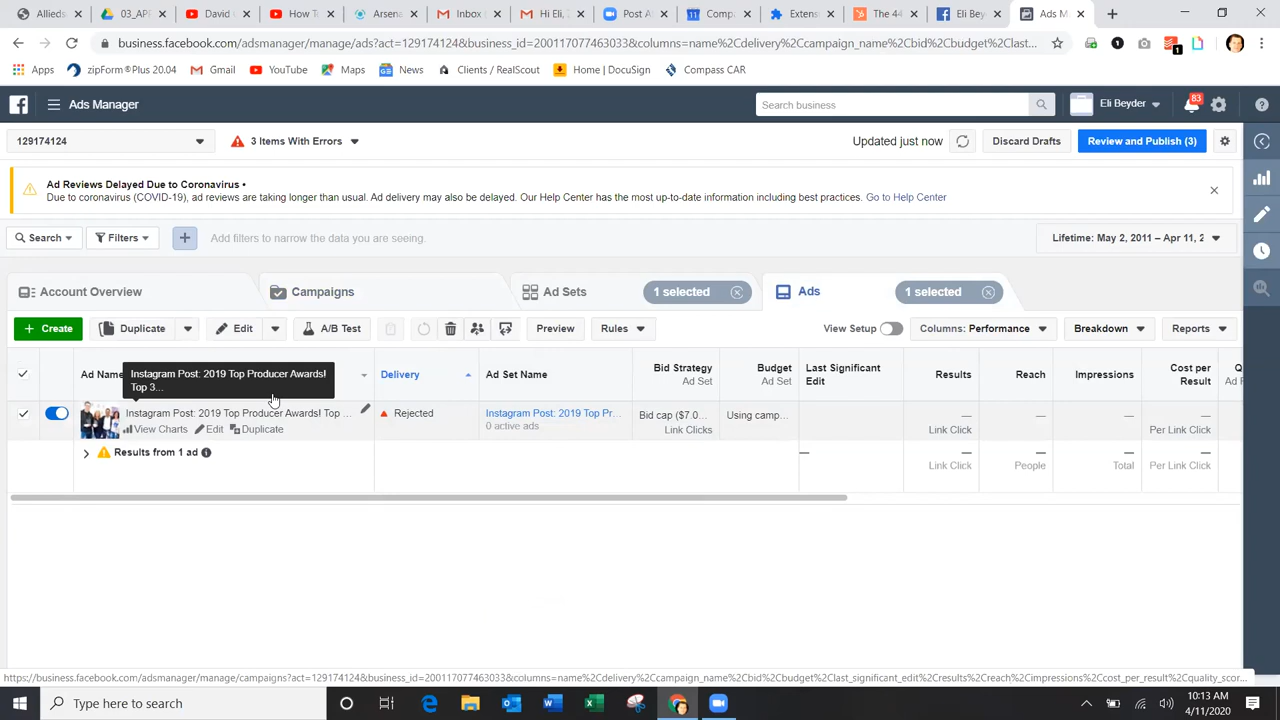 Allieds
03_AP
David
How T
Arsena
Inbox
Hi Eli,
Post A
Compu
Extens
The 44
Eli Bey
Ads M
business.facebook.com/adsmanager/manage/ads?act=129174124&business_id=200117077463033&columns=name%2Cdelivery%2Ccampaign_name%2Cbid%2Cbudget%2Clast...
Apps
zipForm®Plus 20.04
Gmail
YouTube
Maps
News
Clients / RealScout
Home | DocuSign
Compass CAR
Ads Manager
Search business
Eli Beyder
83
129174124
3 Items With Errors
Updated just now
Discard Drafts
Review and Publish (3)
Ad Reviews Delayed Due to Coronavirus •
Due to coronavirus (COVID-19), ad reviews are taking longer than usual. Ad delivery may also be delayed. Our Help Center has the most up-to-date information including best practices. Go to Help Center
Search
Filters
Add filters to narrow the data you are seeing.
Lifetime: May 2, 2011 – Apr 11, 2
Account Overview
Campaigns
Ad Sets
1 selected
Ads
1 selected
+ Create
Duplicate
Edit
A/B Test
Preview
Rules
View Setup
Columns: Performance
Breakdown
Reports
Ad Name
Instagram Post: 2019 Top Producer Awards!
Top 3...
Delivery
Ad Set Name
Bid Strategy
Ad Set
Budget
Ad Set
Last Significant
Edit
Results
Reach
Impressions
Cost per
Result
Q
Ad R
Instagram Post: 2019 Top Producer Awards! Top ...
View Charts
Edit
Duplicate
Rejected
Instagram Post: 2019 Top Pr...
0 active ads
Bid cap ($7.0...
Link Clicks
Using camp...
—
Link Click
—
—
—
Per Link Click
Results from 1 ad
—
—
Link Click
—
People
—
Total
—
Per Link Click
https://business.facebook.com/adsmanager/manage/campaigns?act=129174124&business_id=200117077463033&columns=name%2Cdelivery%2Ccampaign_name%2Cbid%2Cbudget%2Clast_significant_edit%2Cresults%2Creach%2Cimpressions%2Ccost_per_result%2Cquality_scor...
Type here to search
10:13 AM
4/11/2020